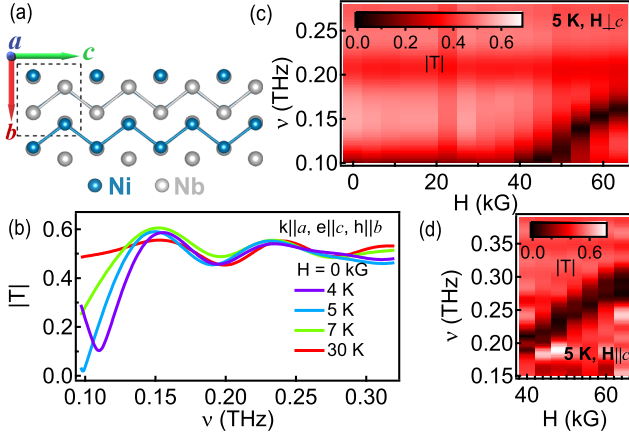 (a)
a
c
b
Ni
Nb
(b)
k||a, e||c, h||b
H = 0 kG
4 K
5 K
7 K
30 K
0.6
0.4
0.2
0.0
|T|
0.10
0.15
0.20
0.25
0.30
ν (THz)
(c)
5 K, H⊥c
0.0
0.2
0.4
0.6
|T|
0.25
0.20
0.15
0.10
ν (THz)
0
20
40
60
H (kG)
(d)
0.0
0.5
|T|
5 K, H||c
0.35
0.30
0.25
0.20
0.15
ν (THz)
40
50
60
H (kG)